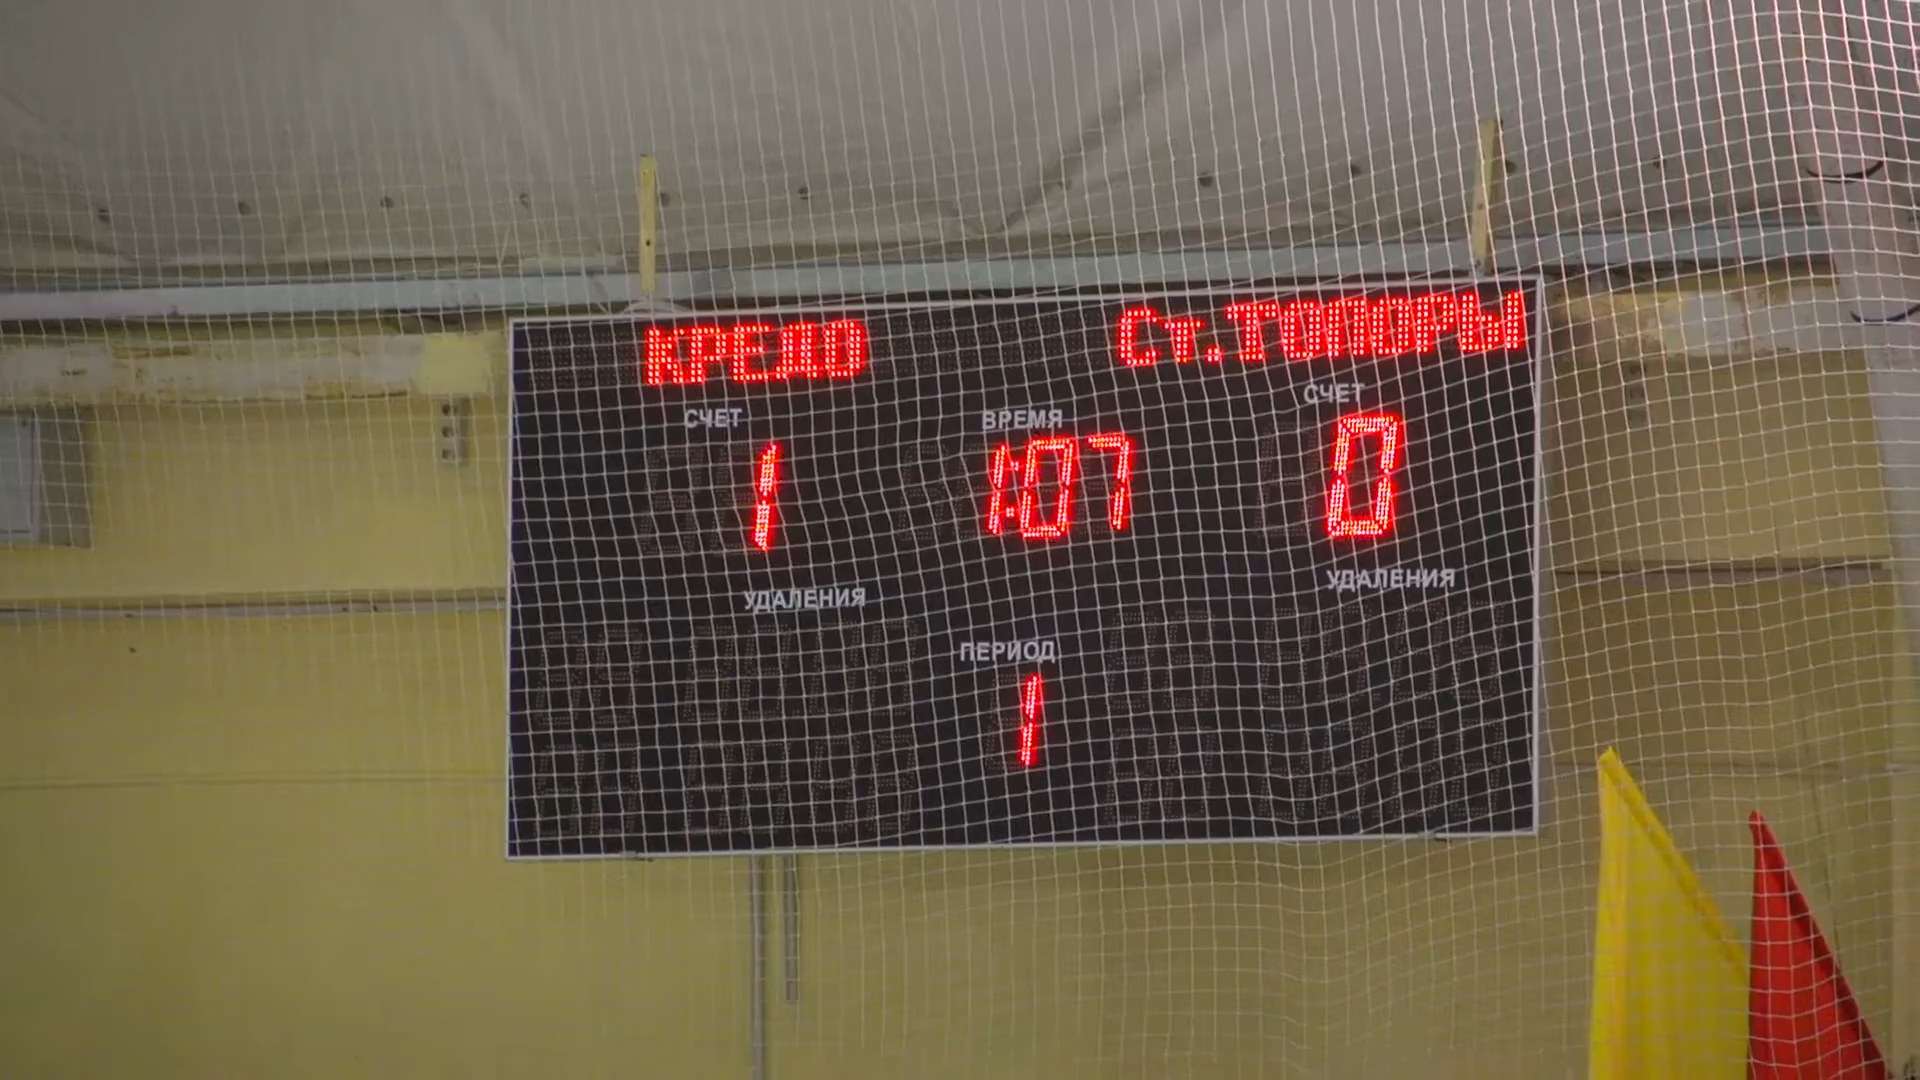 КРЕДО Ст.ТОПОРЫ
СЧЕТ ВРЕМЯ СЧЕТ
1 1:07 0
УДАЛЕНИЯ УДАЛЕНИЯ
ПЕРИОД
1